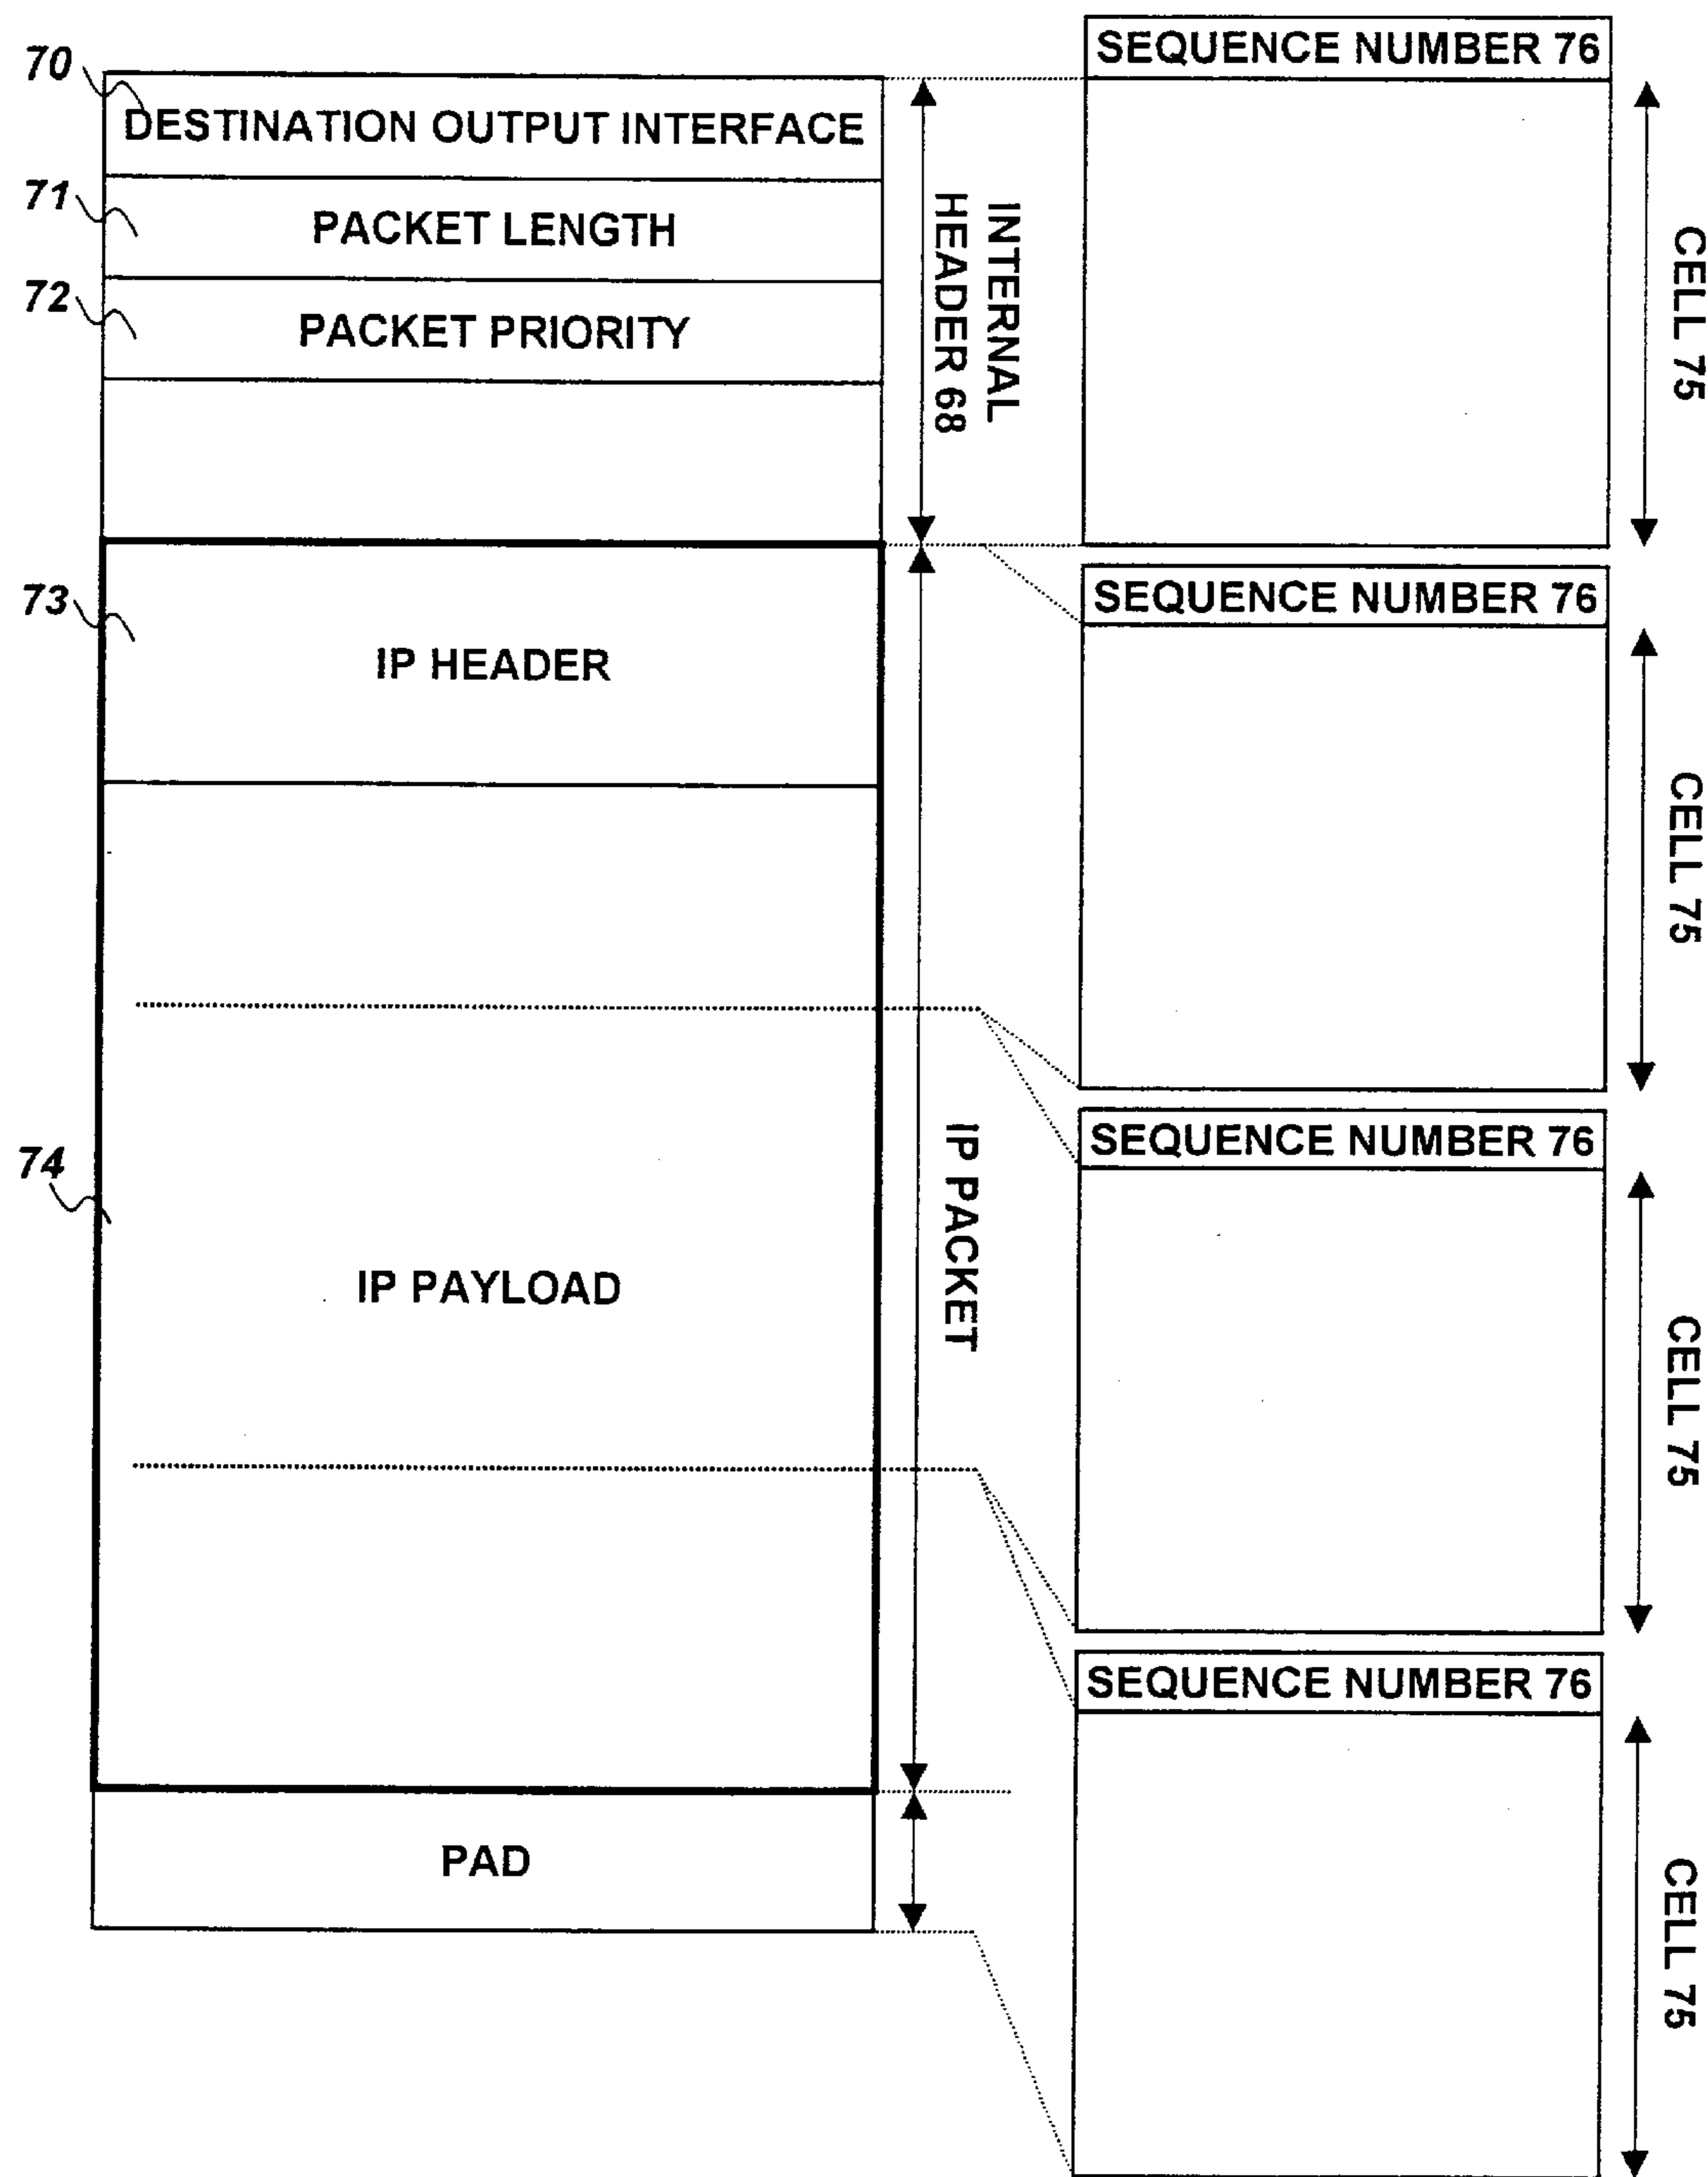 70
DESTINATION OUTPUT INTERFACE
71
PACKET LENGTH
72
PACKET PRIORITY
INTERNAL
HEADER 68
73
IP HEADER
74
IP PAYLOAD
IP PACKET
PAD
SEQUENCE NUMBER 76
CELL 75
SEQUENCE NUMBER 76
CELL 75
SEQUENCE NUMBER 76
CELL 75
SEQUENCE NUMBER 76
CELL 75